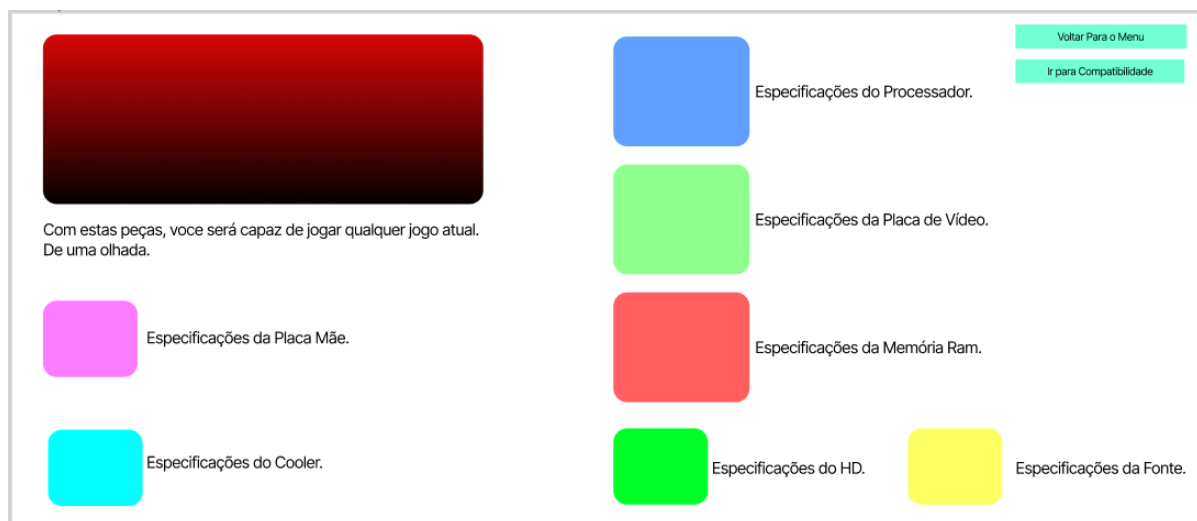 Voltar Para o Menu
Ir para Compatibilidade
Especificações do Processador.
Especificações da Placa de Vídeo.
Com estas peças, voce será capaz de jogar qualquer jogo atual.
De uma olhada.
Especificações da Placa Mãe.
Especificações da Memória Ram.
Especificações do Cooler.
Especificações do HD.
Especificações da Fonte.